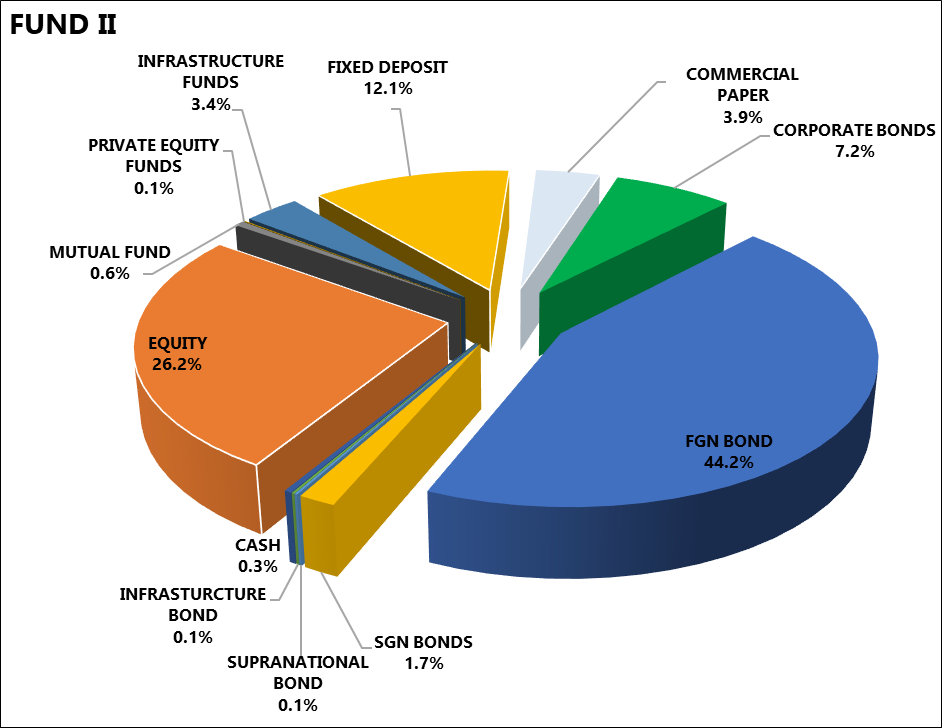 FUND II
INFRASTRUCTURE
FUNDS
3.4%
FIXED DEPOSIT
12.1%
COMMERCIAL
PAPER
3.9%
CORPORATE BONDS
7.2%
PRIVATE EQUITY
FUNDS
0.1%
MUTUAL FUND
0.6%
EQUITY
26.2%
FGN BOND
44.2%
CASH
0.3%
INFRASTURCTURE
BOND
0.1%
SUPRANATIONAL
BOND
0.1%
SGN BONDS
1.7%